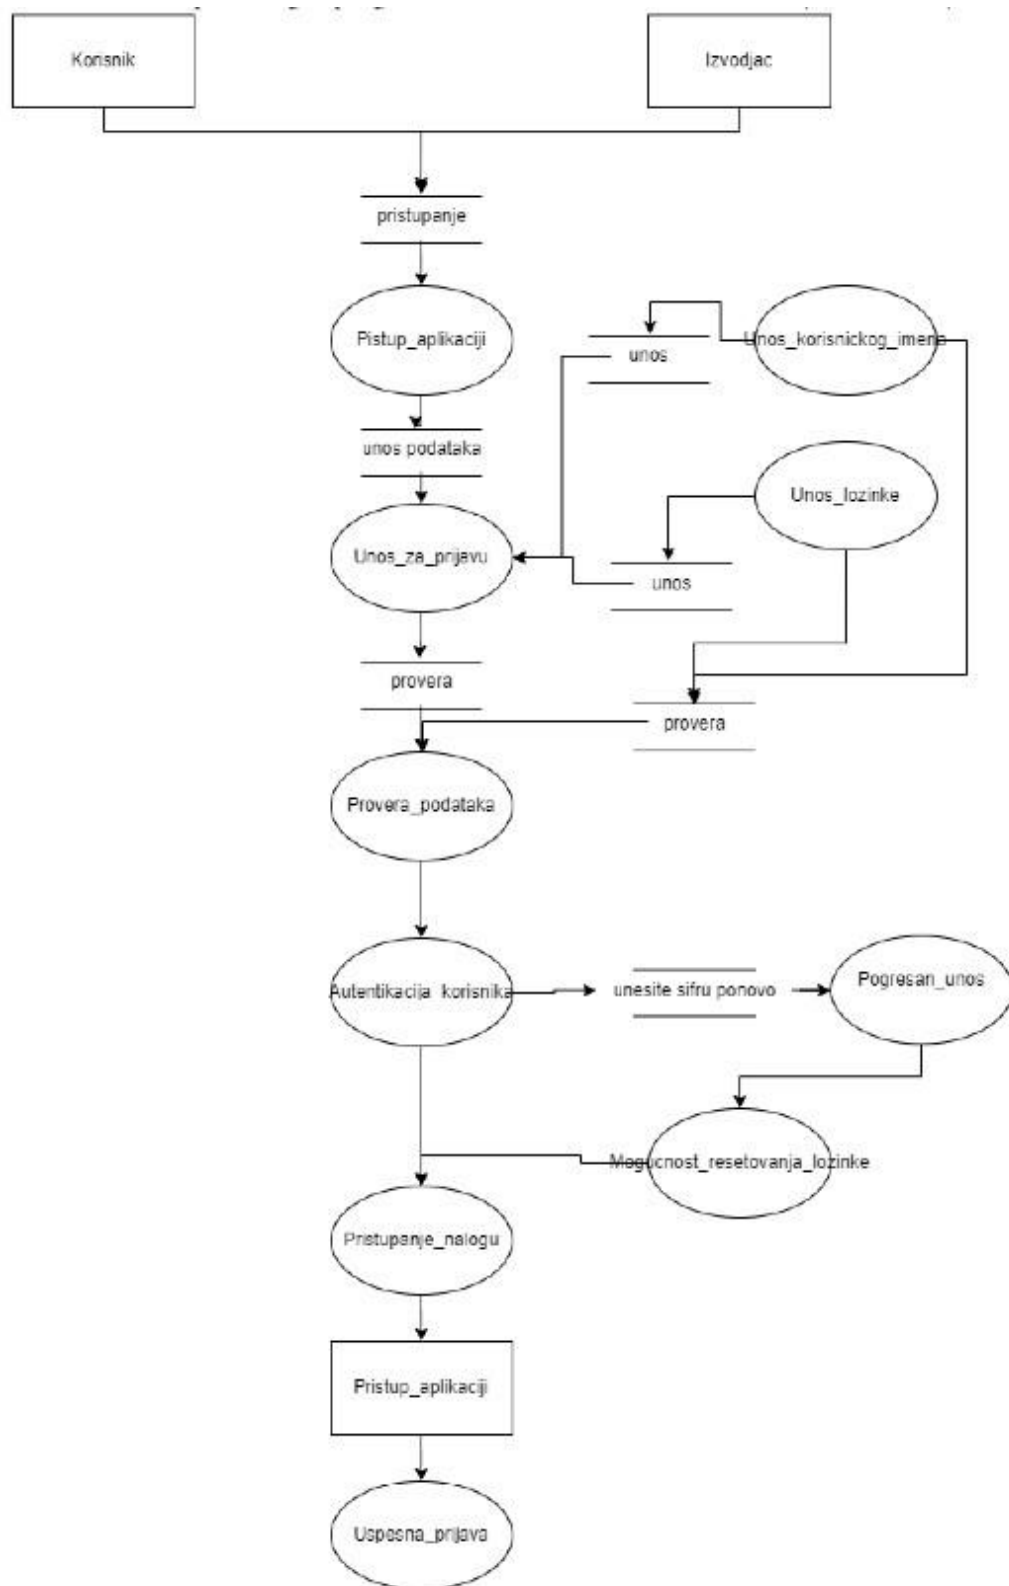 Korisnik
Izvodjac
pristupanje
Pistup_aplikaciji
Unos_korisnickog_imena
unos
unos podataka
Unos_lozinke
Unos_za_prijavu
unos
provera
provera
Provera_podataka
Autentikacija_korisnika
unesite sifru ponovo
Pogresan_unos
Mogucnost_resetovanja_lozinke
Pristupanje_nalogu
Pristup_aplikaciji
Uspesna_prijava